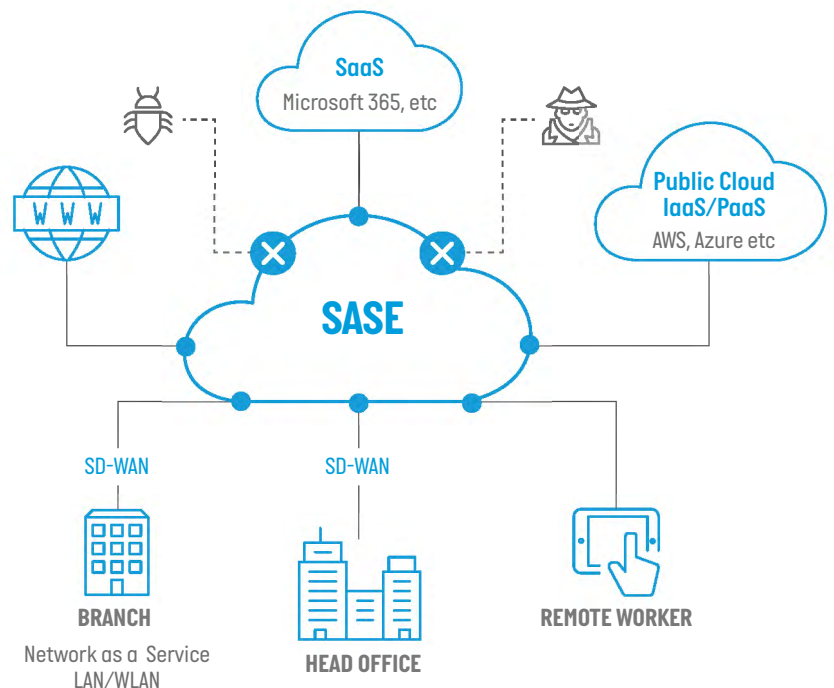 SaaS
Microsoft 365, etc
WWW
Public Cloud
IaaS/PaaS
AWS, Azure etc
SASE
SD-WAN
SD-WAN
BRANCH
Network as a Service
LAN/WLAN
HEAD OFFICE
REMOTE WORKER